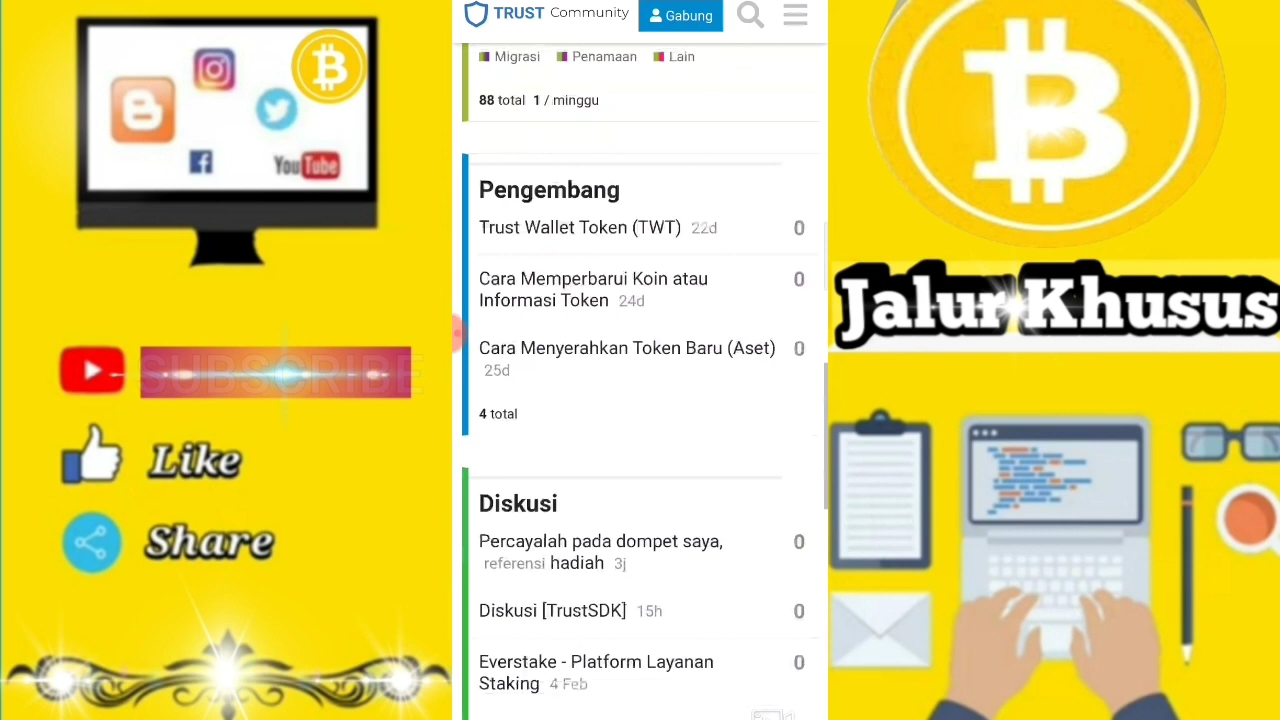 You Tube
SUBSCRIBE
Like
Share
TRUST Community
Gabung
Migrasi Penamaan Lain
88 total 1 / minggu
Pengembang
Trust Wallet Token (TWT) 22d 0
Cara Memperbarui Koin atau 0
Informasi Token 24d
Cara Menyerahkan Token Baru (Aset) 0
25d
4 total
Diskusi
Percayalah pada dompet saya, 0
referensi hadiah 3j
Diskusi [TrustSDK] 15h 0
Everstake - Platform Layanan 0
Staking 4 Feb
Jalur Khusus